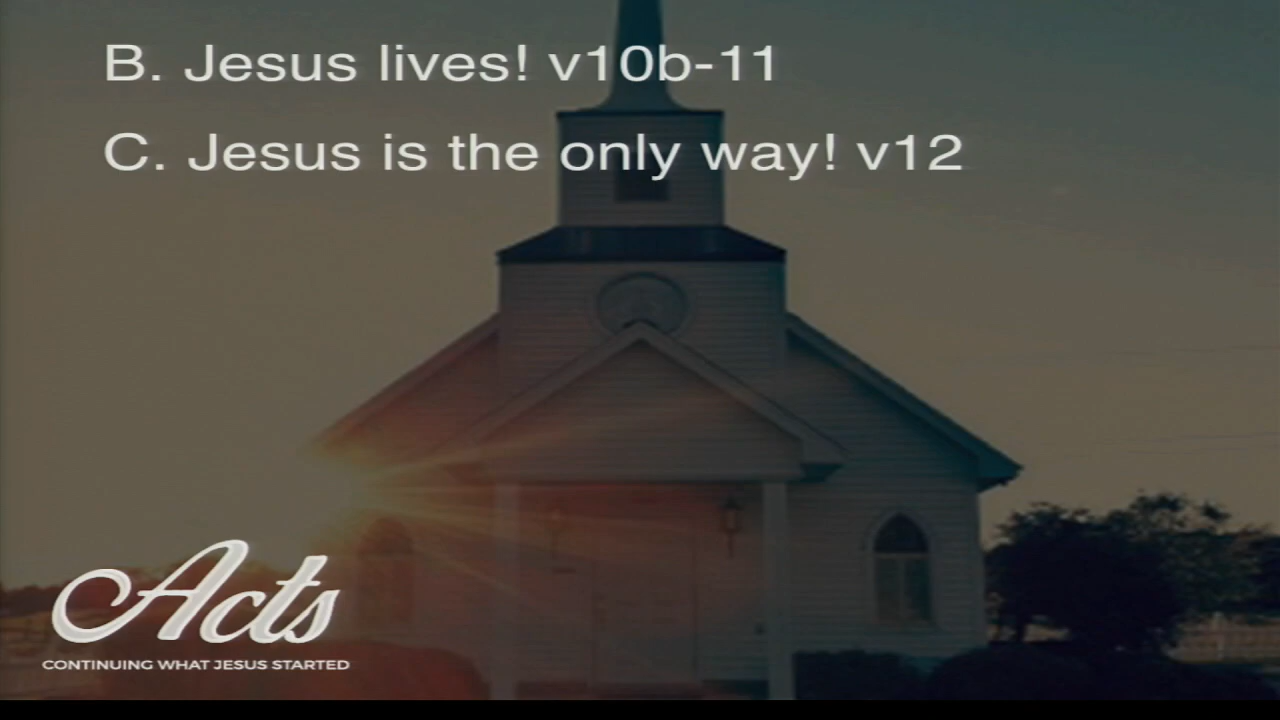 B. Jesus lives! v10b-11
C. Jesus is the only way! v12
Acts
CONTINUING WHAT JESUS STARTED